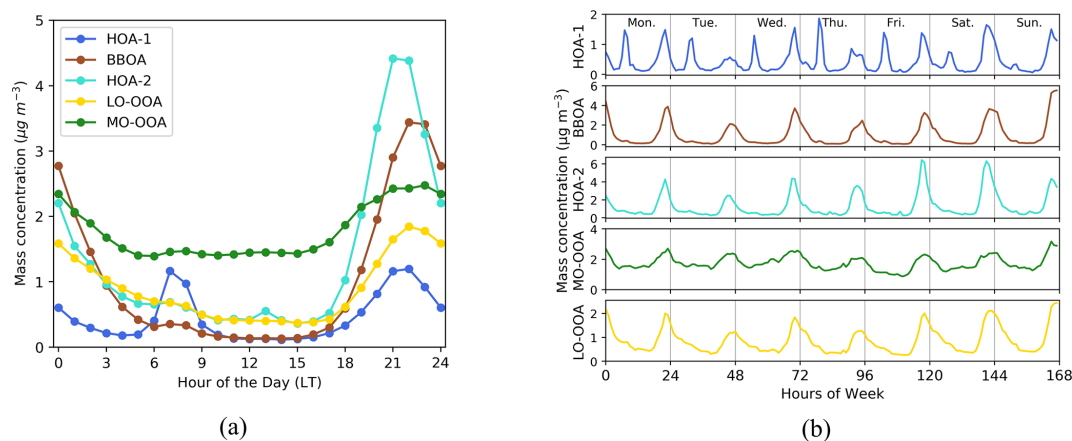 5
4
3
2
1
0
Mass concentration (μg m⁻³)
HOA-1
BBOA
HOA-2
LO-OOA
MO-OOA
0 3 6 9 12 15 18 21 24
Hour of the Day (LT)
(a)
Mon. Tue. Wed. Thu. Fri. Sat. Sun.
2
1
0
HOA-1
6
4
2
0
BBOA
6
4
2
0
HOA-2
4
2
0
MO-OOA
2
1
0
LO-OOA
Mass concentration (μg m⁻³)
0 24 48 72 96 120 144 168
Hours of Week
(b)